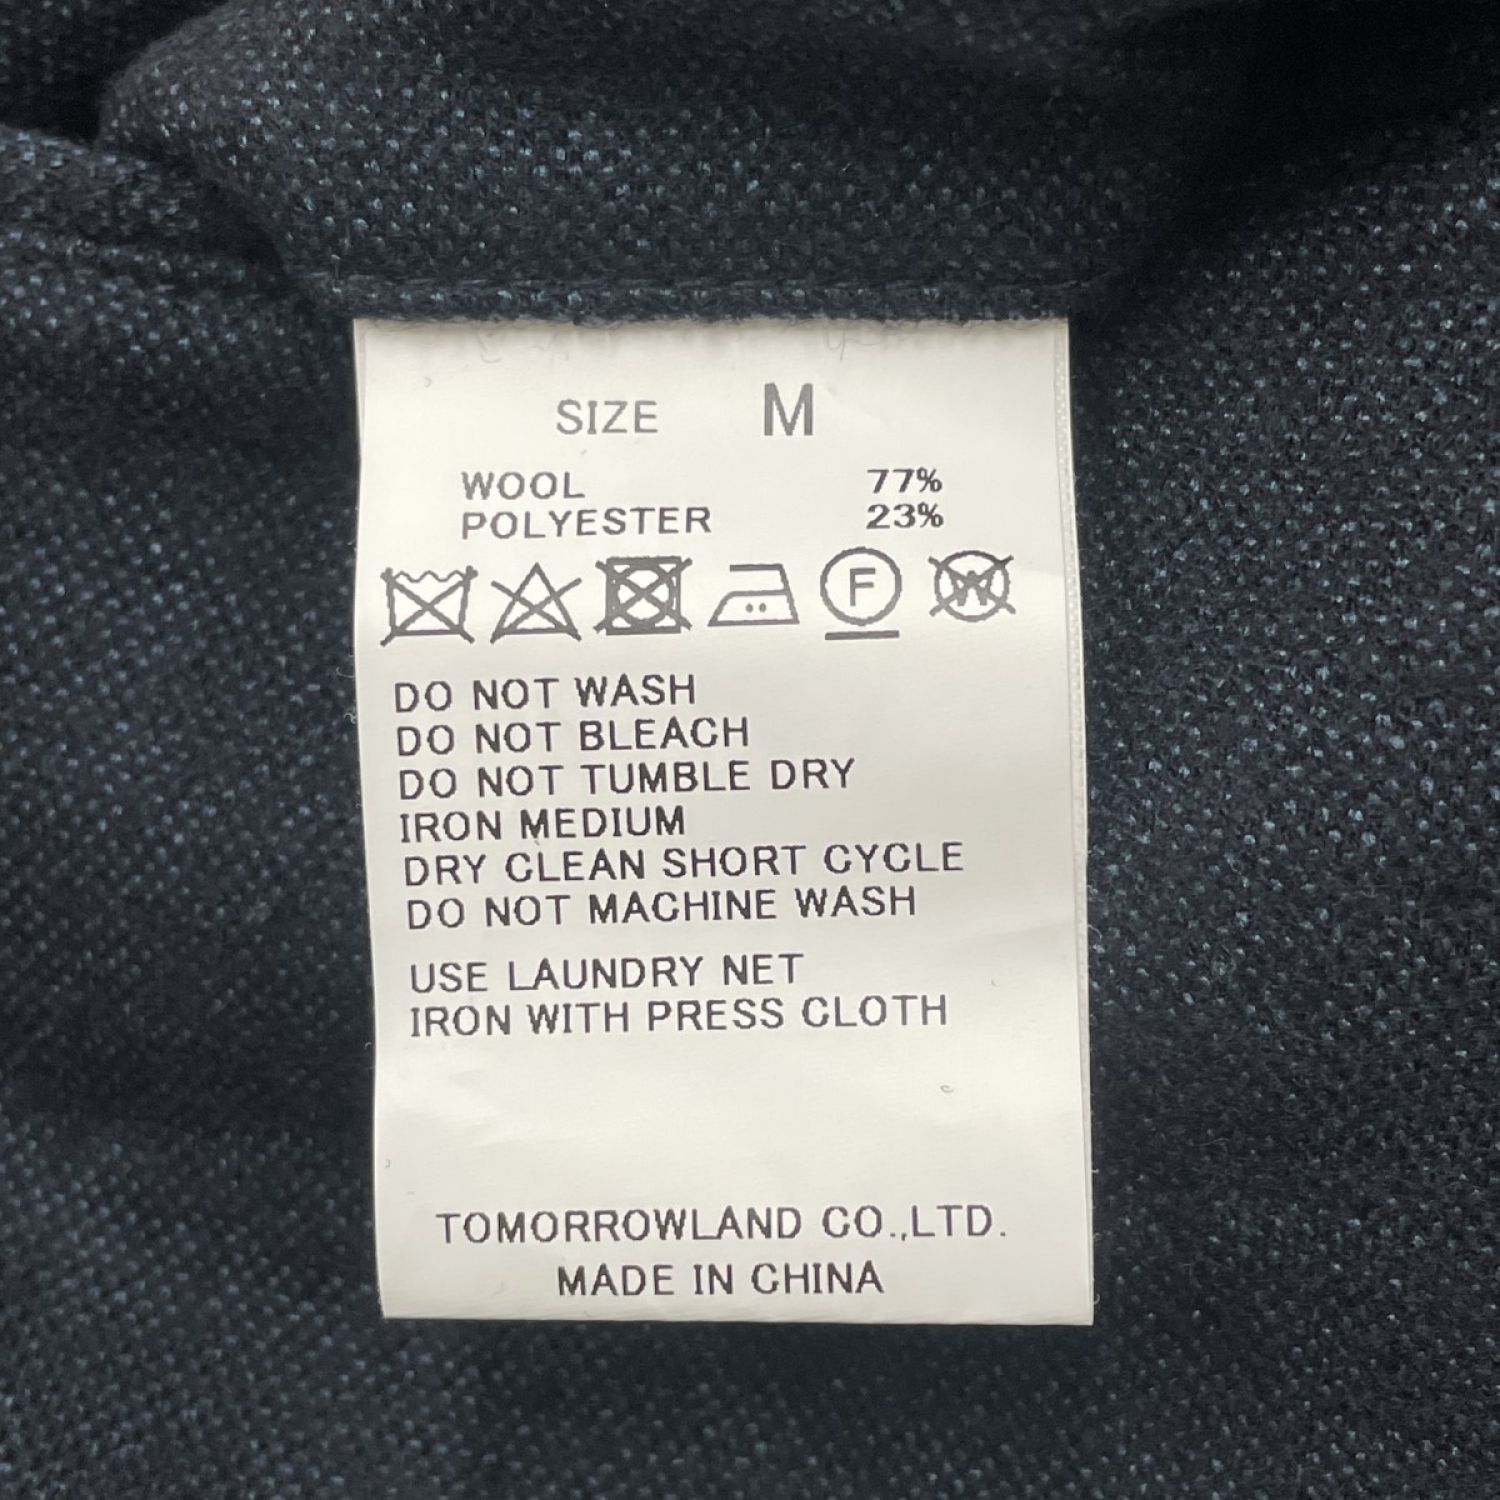 SIZE M
WOOL 77%
POLYESTER 23%
F W
DO NOT WASH
DO NOT BLEACH
DO NOT TUMBLE DRY
IRON MEDIUM
DRY CLEAN SHORT CYCLE
DO NOT MACHINE WASH
USE LAUNDRY NET
IRON WITH PRESS CLOTH
TOMORROWLAND CO.,LTD.
MADE IN CHINA